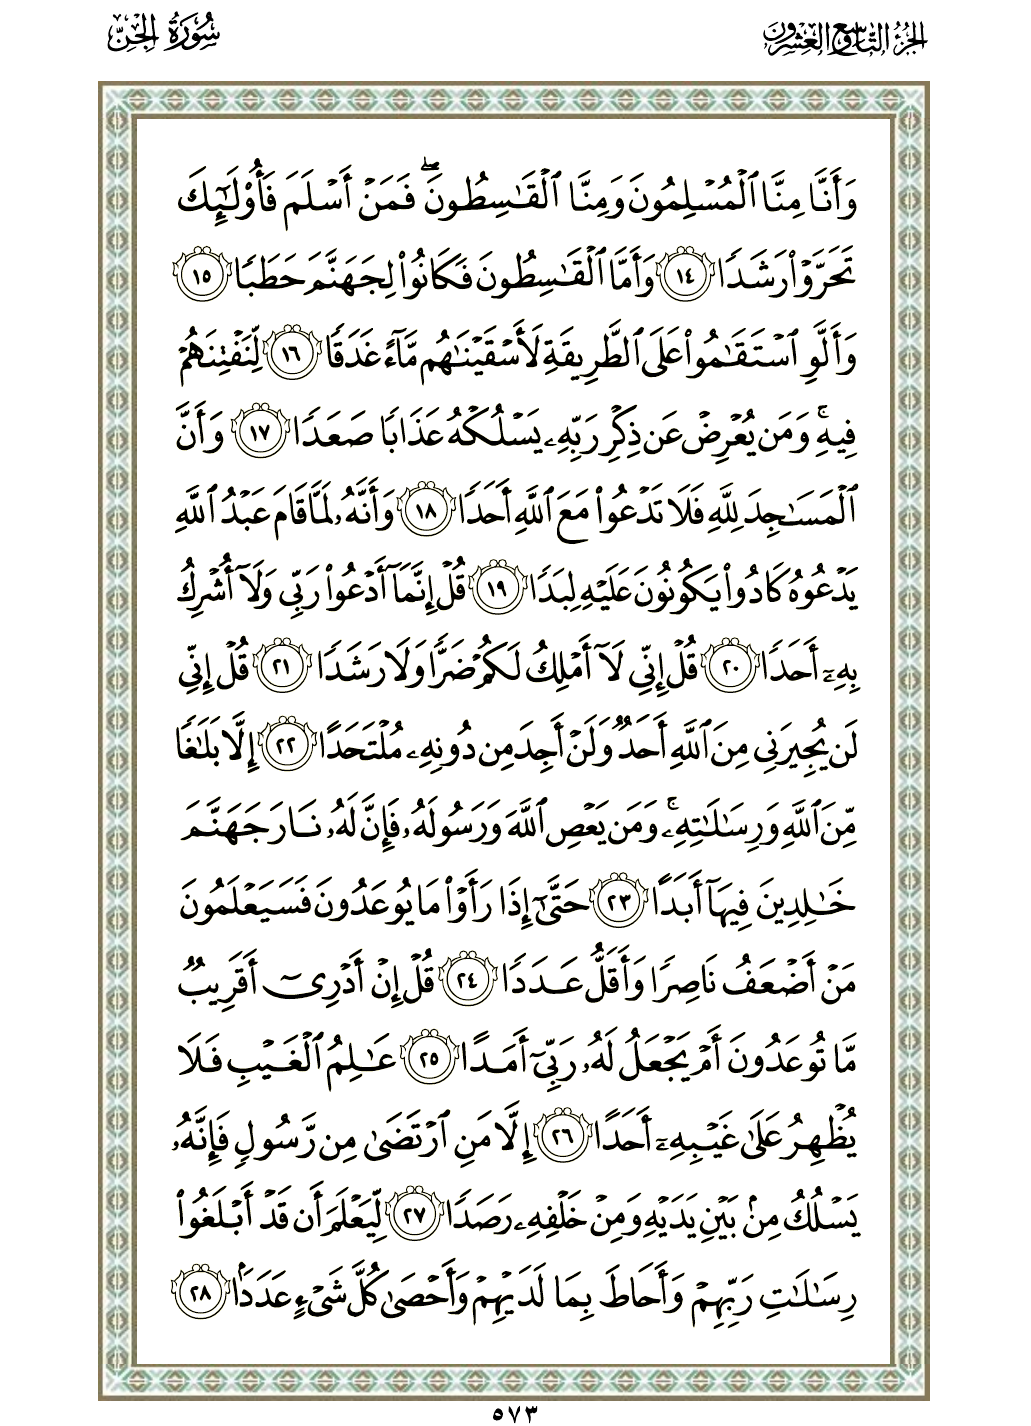 الجزء التاسع العشرون
سورة الجن
وَأَنَّا مِنَّا ٱلْمُسْلِمُونَ وَمِنَّا ٱلْقَٰسِطُونَ ۖ فَمَنْ أَسْلَمَ فَأُو۟لَٰٓئِكَ
تَحَرَّوْا۟ رَشَدًا ١٤ وَأَمَّا ٱلْقَٰسِطُونَ فَكَانُوا۟ لِجَهَنَّمَ حَطَبًا ١٥
وَأَلَّوِ ٱسْتَقَٰمُوا۟ عَلَى ٱلطَّرِيقَةِ لَأَسْقَيْنَٰهُم مَّآءً غَدَقًا ١٦ لِّنَفْتِنَهُمْ
فِيهِ ۚ وَمَن يُعْرِضْ عَن ذِكْرِ رَبِّهِۦ يَسْلُكْهُ عَذَابًا صَعَدًا ١٧ وَأَنَّ
ٱلْمَسَٰجِدَ لِلَّهِ فَلَا تَدْعُوا۟ مَعَ ٱللَّهِ أَحَدًا ١٨ وَأَنَّهُۥ لَمَّا قَامَ عَبْدُ ٱللَّهِ
يَدْعُوهُ كَادُوا۟ يَكُونُونَ عَلَيْهِ لِبَدًا ١٩ قُلْ إِنَّمَآ أَدْعُوا۟ رَبِّى وَلَآ أُشْرِكُ
بِهِۦٓ أَحَدًا ٢٠ قُلْ إِنِّى لَآ أَمْلِكُ لَكُمْ ضَرًّا وَلَا رَشَدًا ٢١ قُلْ إِنِّى
لَن يُجِيرَنِى مِنَ ٱللَّهِ أَحَدٌ وَلَنْ أَجِدَ مِن دُونِهِۦ مُلْتَحَدًا ٢٢ إِلَّا بَلَٰغًا
مِّنَ ٱللَّهِ وَرِسَٰلَٰتِهِۦ ۚ وَمَن يَعْصِ ٱللَّهَ وَرَسُولَهُۥ فَإِنَّ لَهُۥ نَارَ جَهَنَّمَ
خَٰلِدِينَ فِيهَآ أَبَدًا ٢٣ حَتَّىٰٓ إِذَا رَأَوْا۟ مَا يُوعَدُونَ فَسَيَعْلَمُونَ
مَنْ أَضْعَفُ نَاصِرًا وَأَقَلُّ عَدَدًا ٢٤ قُلْ إِنْ أَدْرِىٓ أَقَرِيبٌ
مَّا تُوعَدُونَ أَمْ يَجْعَلُ لَهُۥ رَبِّىٓ أَمَدًا ٢٥ عَٰلِمُ ٱلْغَيْبِ فَلَا
يُظْهِرُ عَلَىٰ غَيْبِهِۦٓ أَحَدًا ٢٦ إِلَّا مَنِ ٱرْتَضَىٰ مِن رَّسُولٍ فَإِنَّهُۥ
يَسْلُكُ مِنۢ بَيْنِ يَدَيْهِ وَمِنْ خَلْفِهِۦ رَصَدًا ٢٧ لِّيَعْلَمَ أَن قَدْ أَبْلَغُوا۟
رِسَٰلَٰتِ رَبِّهِمْ وَأَحَاطَ بِمَا لَدَيْهِمْ وَأَحْصَىٰ كُلَّ شَىْءٍ عَدَدًۢا ٢٨
٥٧٣